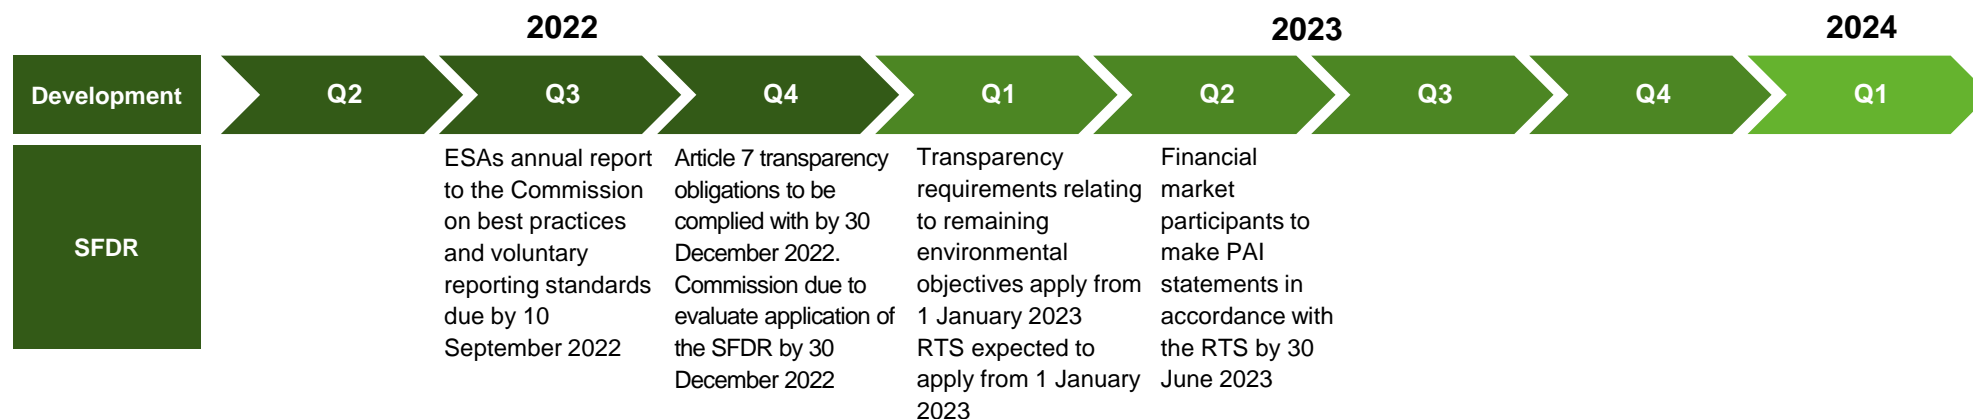 2022
2023
2024
Development
Q2
Q3
Q4
Q1
Q2
Q3
Q4
Q1
SFDR
ESAs annual report
to the Commission
on best practices
and voluntary
reporting standards
due by 10
September 2022
Article 7 transparency
obligations to be
complied with by 30
December 2022.
Commission due to
evaluate application of
the SFDR by 30
December 2022
Transparency
requirements relating
to remaining
environmental
objectives apply from
1 January 2023
RTS expected to
apply from 1 January
2023
Financial
market
participants to
make PAI
statements in
accordance with
the RTS by 30
June 2023